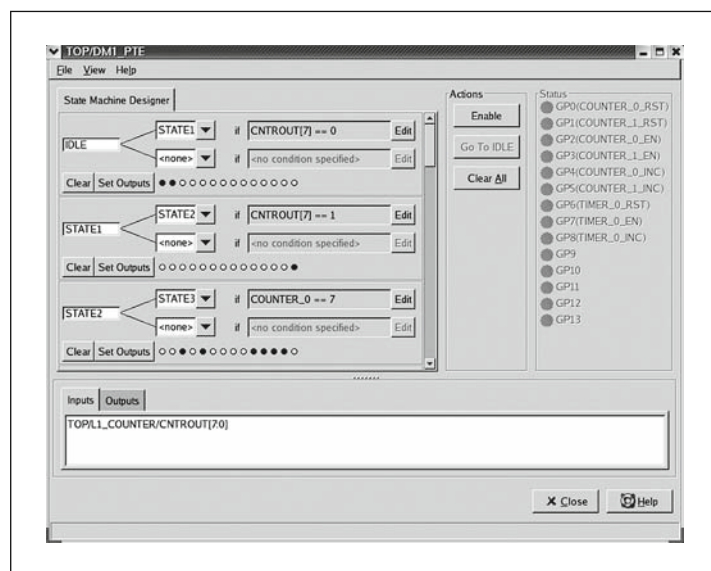 TOP/DM1_PTE
File View Help
State Machine Designer
IDLE
STATE1 if CNTROUT[7] == 0 Edit
<none> if <no condition specified> Edit
Clear Set Outputs
STATE1
STATE2 if CNTROUT[7] == 1 Edit
<none> if <no condition specified> Edit
Clear Set Outputs
STATE2
STATE3 if COUNTER_0 == 7 Edit
<none> if <no condition specified> Edit
Clear Set Outputs
Actions
Enable
Go To IDLE
Clear All
Status
GP0(COUNTER_0_RST)
GP1(COUNTER_1_RST)
GP2(COUNTER_0_EN)
GP3(COUNTER_1_EN)
GP4(COUNTER_0_INC)
GP5(COUNTER_1_INC)
GP6(TIMER_0_RST)
GP7(TIMER_0_EN)
GP8(TIMER_0_INC)
GP9
GP10
GP11
GP12
GP13
Inputs Outputs
TOP/L1_COUNTER/CNTROUT[7:0]
Close Help